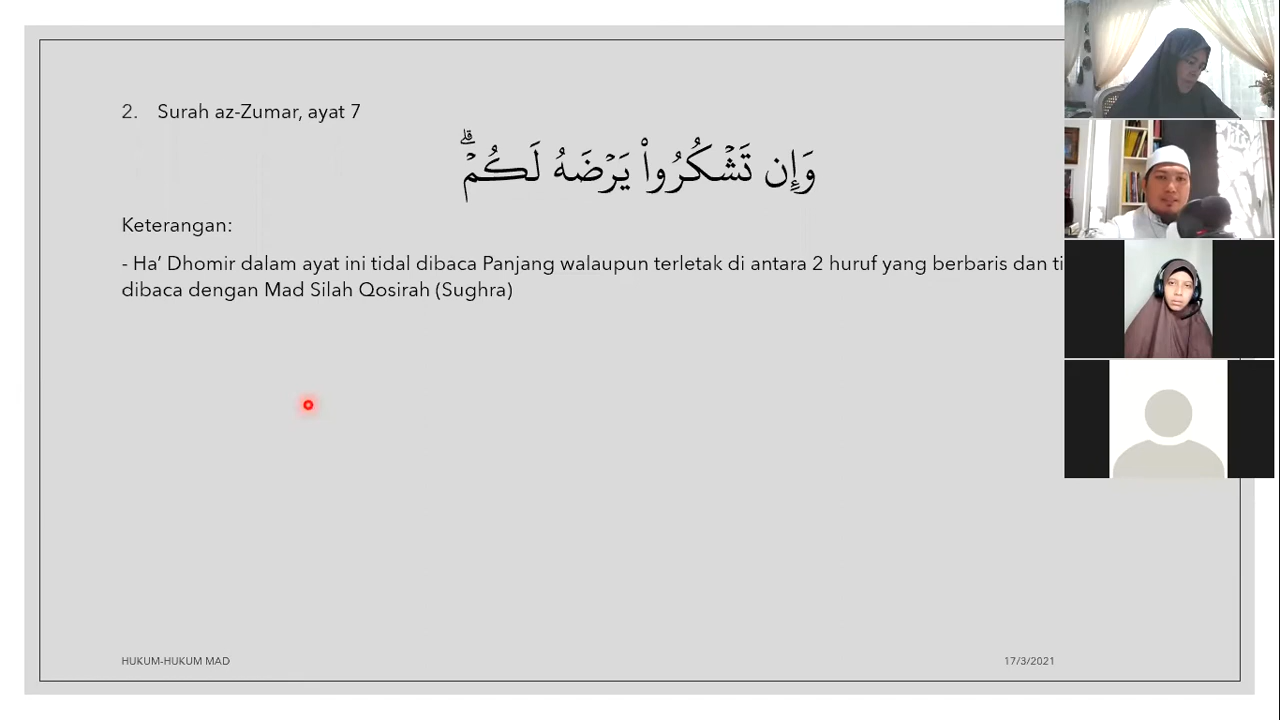 2. Surah az-Zumar, ayat 7
وَإِن تَشْكُرُوا۟ يَرْضَهُ لَكُمْ ۗ
Keterangan:
- Ha’ Dhomir dalam ayat ini tidal dibaca Panjang walaupun terletak di antara 2 huruf yang berbaris dan ti
dibaca dengan Mad Silah Qosirah (Sughra)
HUKUM-HUKUM MAD
17/3/2021